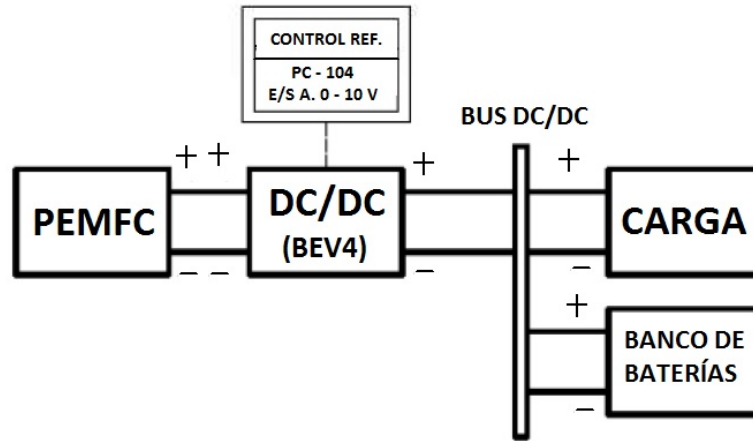 CONTROL REF.
PC - 104
E/S A. 0 - 10 V
BUS DC/DC
+ +
+
+
PEMFC
DC/DC
(BEV4)
CARGA
- -
-
-
+
BANCO DE
BATERÍAS
-